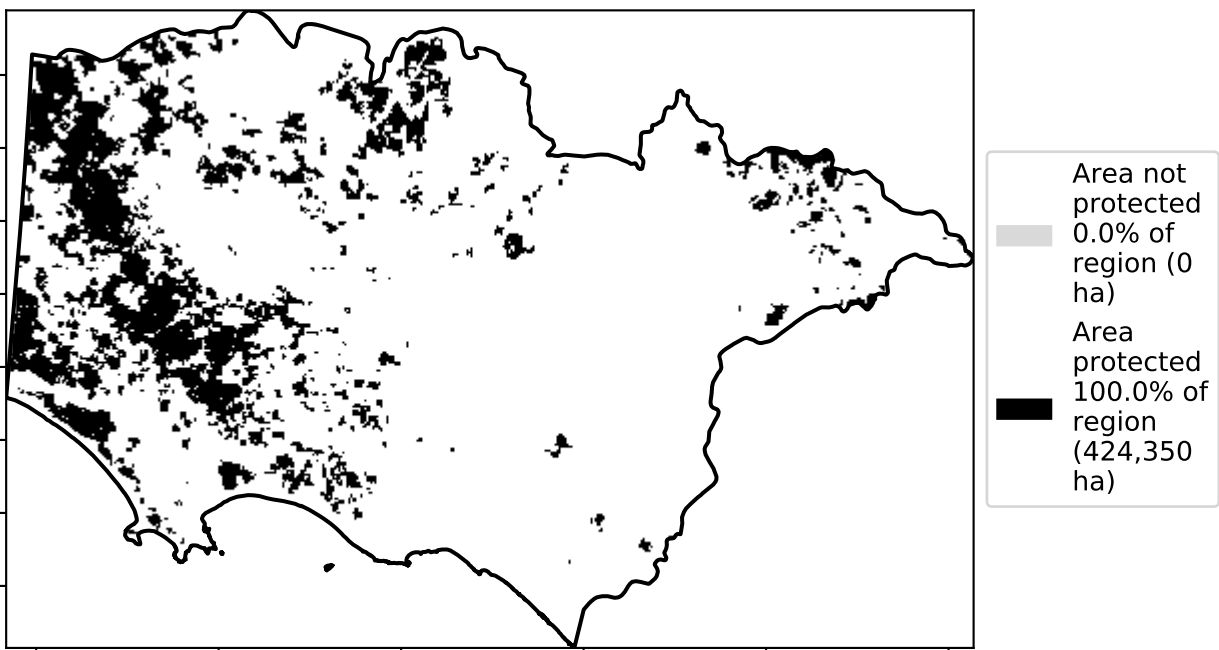 Area not
protected
0.0% of
region (0
ha)
Area
protected
100.0% of
region
(424,350
ha)